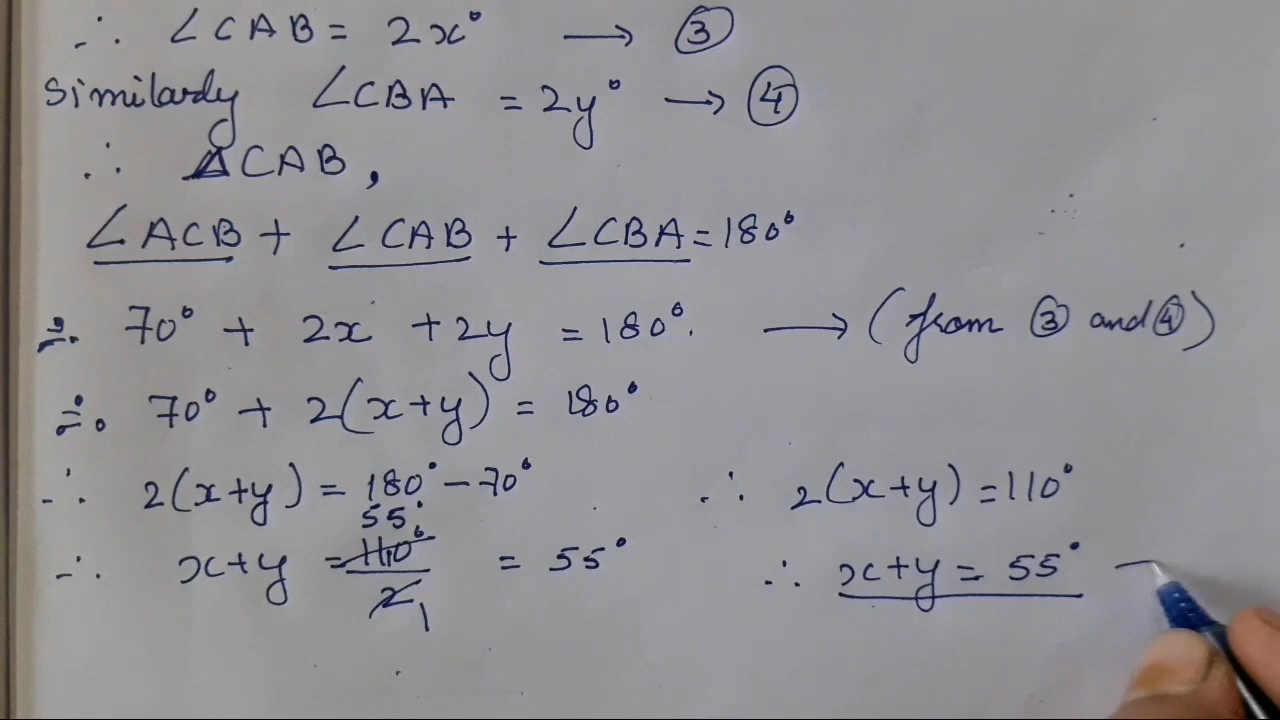 ∴ ∠CAB = 2x° → ③
Similarly ∠CBA = 2y° → ④
∴ ΔCAB,
∠ACB + ∠CAB + ∠CBA = 180°
∴ 70° + 2x + 2y = 180°. → (from ③ and ④)
∴ 70° + 2(x+y) = 180°
∴ 2(x+y) = 180° - 70°
∴ x+y = 110°/2 = 55°
55°
1
∴ 2(x+y) = 110°
∴ x+y = 55° —